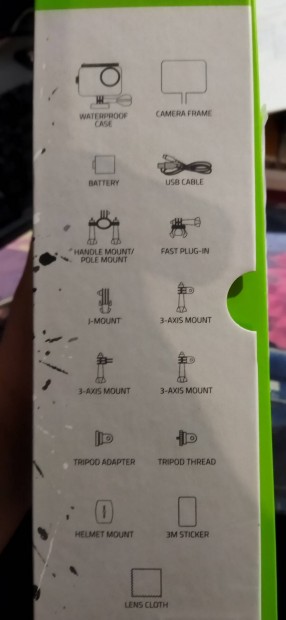 WATERPROOF
CASE
CAMERA FRAME
BATTERY
USB CABLE
HANDLE MOUNT/
POLE MOUNT
FAST PLUG-IN
J-MOUNT
3-AXIS MOUNT
3-AXIS MOUNT
3-AXIS MOUNT
TRIPOD ADAPTER
TRIPOD THREAD
HELMET MOUNT
3M STICKER
LENS CLOTH